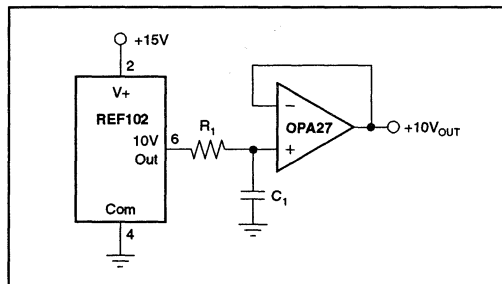 +15V
2
V+
REF102
10V
Out
6
R1
−
OPA27
+
+10VOUT
C1
Com
4